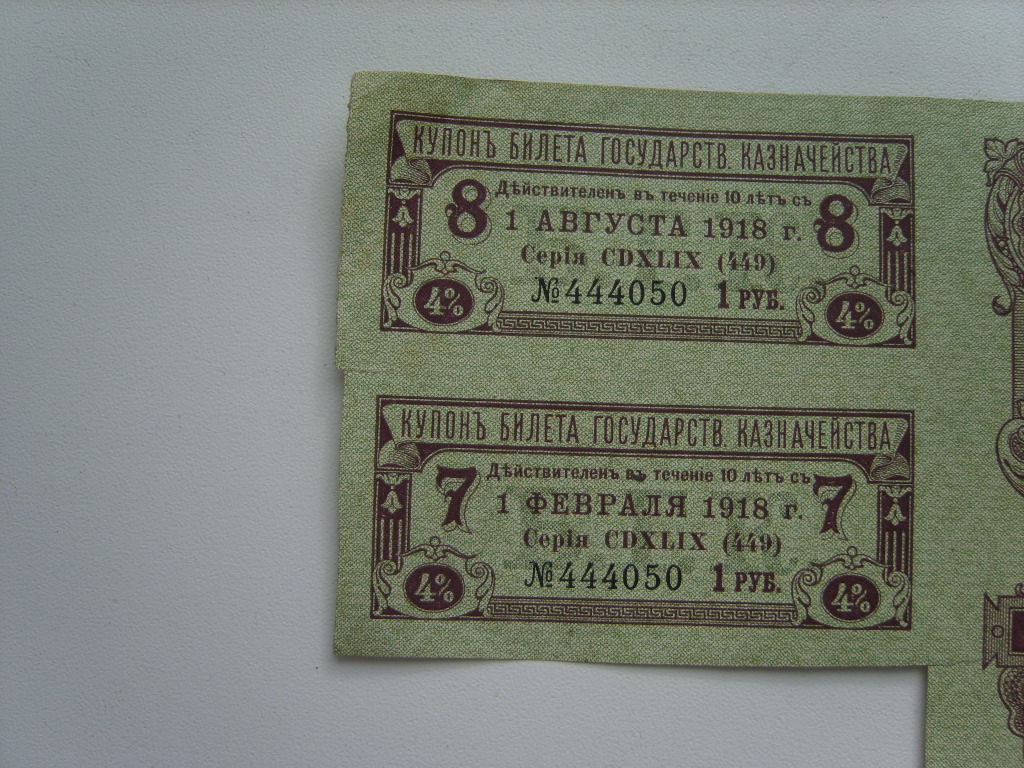 КУПОНЪ БИЛЕТА ГОСУДАРСТВ. КАЗНАЧЕЙСТВА
8 Дѣйствителенъ въ теченіе 10 лѣтъ съ 8
1 АВГУСТА 1918 г.
Серія CDXLIX (449)
4% №444050 1 РУБ. 4%
КУПОНЪ БИЛЕТА ГОСУДАРСТВ. КАЗНАЧЕЙСТВА
7 Дѣйствителенъ въ теченіе 10 лѣтъ съ 7
1 ФЕВРАЛЯ 1918 г.
Серія CDXLIX (449)
4% №444050 1 РУБ. 4%